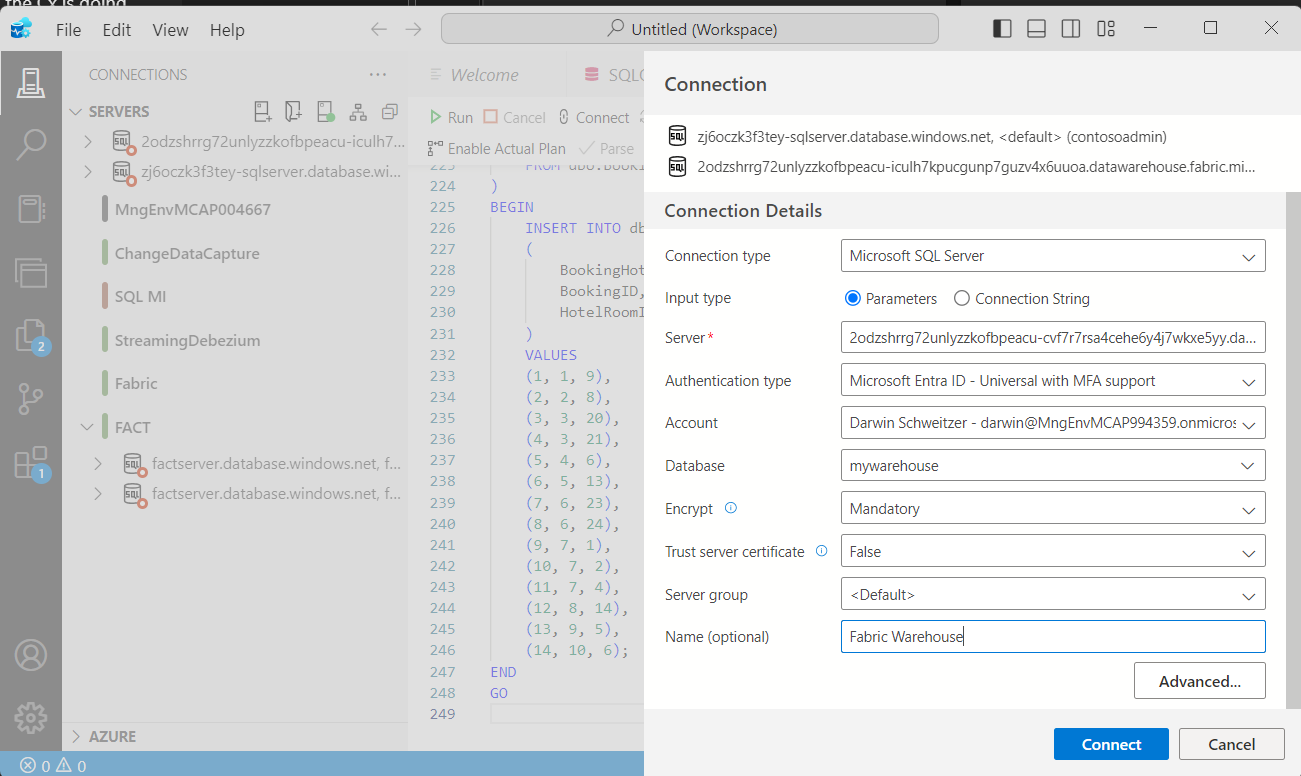 the CX is doing
File Edit View Help
Untitled (Workspace)
CONNECTIONS
SERVERS
2odzshrrg72unlyzzkofbpeacu-iculh7...
zj6oczk3f3tey-sqlserver.database.wi...
MngEnvMCAP004667
ChangeDataCapture
SQL MI
StreamingDebezium
Fabric
FACT
factserver.database.windows.net, f...
factserver.database.windows.net, f...
AZURE
2
1
0 0
Welcome
Run Cancel Connect
Enable Actual Plan Parse
223 FROM dbo.Booki
224 )
225 BEGIN
226 INSERT INTO db
227 (
228 BookingHot
229 BookingID,
230 HotelRoomI
231 )
232 VALUES
233 (1, 1, 9),
234 (2, 2, 8),
235 (3, 3, 20),
236 (4, 3, 21),
237 (5, 4, 6),
238 (6, 5, 13),
239 (7, 6, 23),
240 (8, 6, 24),
241 (9, 7, 1),
242 (10, 7, 2),
243 (11, 7, 4),
244 (12, 8, 14),
245 (13, 9, 5),
246 (14, 10, 6);
247 END
248 GO
249
Connection
zj6oczk3f3tey-sqlserver.database.windows.net, <default> (contosoadmin)
2odzshrrg72unlyzzkofbpeacu-iculh7kpucgunp7guzv4x6uuoa.datawarehouse.fabric.mi...
Connection Details
Connection type Microsoft SQL Server
Input type Parameters Connection String
Server* 2odzshrrg72unlyzzkofbpeacu-cvf7r7rsa4cehe6y4j7wkxe5yy.da...
Authentication type Microsoft Entra ID - Universal with MFA support
Account Darwin Schweitzer - darwin@MngEnvMCAP994359.onmicros
Database mywarehouse
Encrypt Mandatory
Trust server certificate False
Server group <Default>
Name (optional) Fabric Warehouse
Advanced...
Connect Cancel